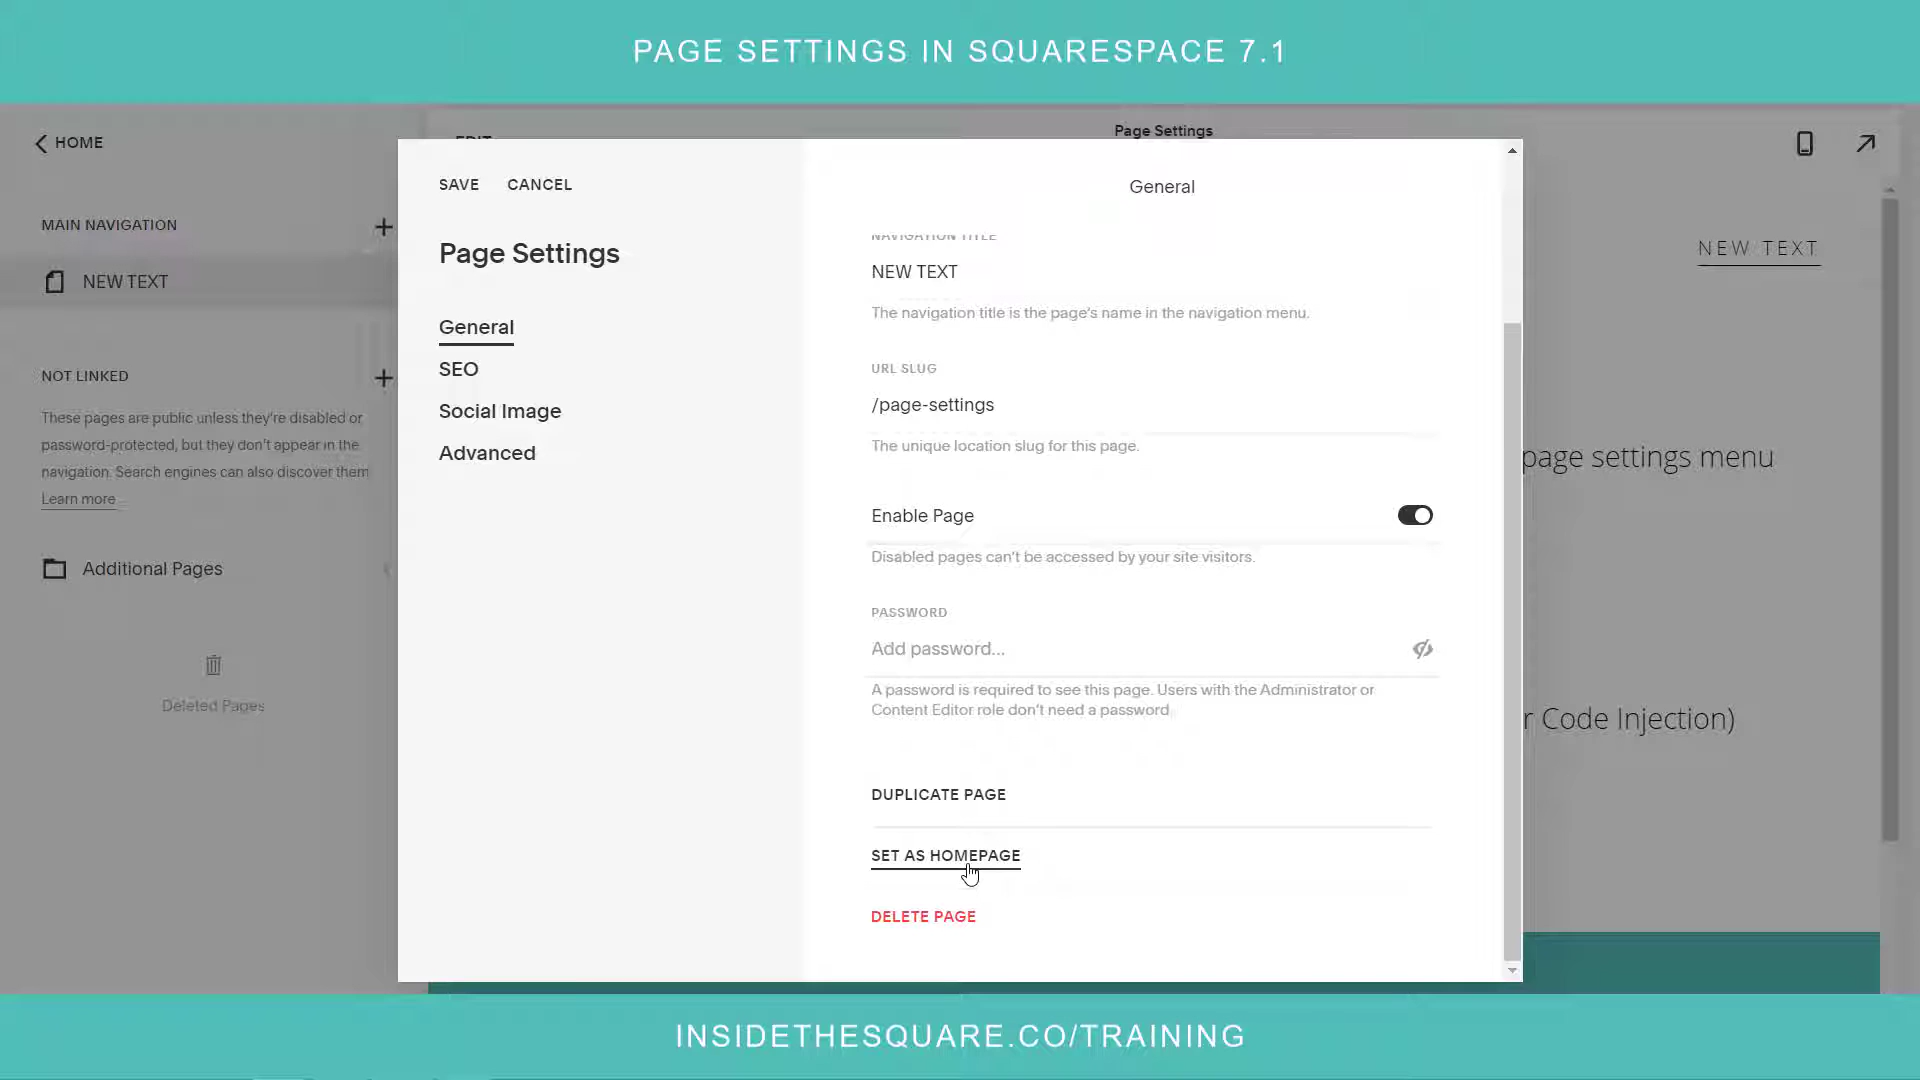 PAGE SETTINGS IN SQUARESPACE 7.1
HOME
EDIT
Page Settings
SAVE CANCEL
General
MAIN NAVIGATION
NEW TEXT
Page Settings
NAVIGATION TITLE
NEW TEXT
NEW TEXT
The navigation title is the page's name in the navigation menu.
General
SEO
Social Image
Advanced
URL SLUG
/page-settings
The unique location slug for this page.
NOT LINKED
These pages are public unless they're disabled or
password-protected, but they don't appear in the
navigation. Search engines can also discover them
Learn more
page settings menu
Enable Page
Disabled pages can't be accessed by your site visitors.
Additional Pages
PASSWORD
Add password...
A password is required to see this page. Users with the Administrator or
Content Editor role don't need a password
Deleted Pages
r Code Injection)
DUPLICATE PAGE
SET AS HOMEPAGE
DELETE PAGE
INSIDETHESQUARE.CO/TRAINING